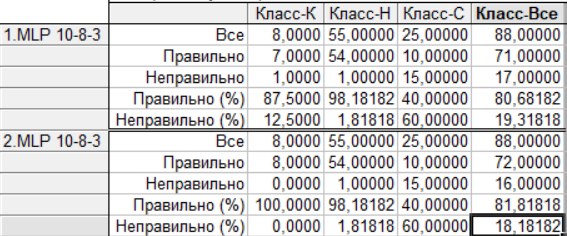 Класс-К Класс-Н Класс-С Класс-Все
1.MLP 10-8-3 Все 8,0000 55,00000 25,00000 88,00000
Правильно 7,0000 54,00000 10,00000 71,00000
Неправильно 1,0000 1,00000 15,00000 17,00000
Правильно (%) 87,5000 98,18182 40,00000 80,68182
Неправильно (%) 12,5000 1,81818 60,00000 19,31818
2.MLP 10-8-3 Все 8,0000 55,00000 25,00000 88,00000
Правильно 8,0000 54,00000 10,00000 72,00000
Неправильно 0,0000 1,00000 15,00000 16,00000
Правильно (%) 100,0000 98,18182 40,00000 81,81818
Неправильно (%) 0,0000 1,81818 60,00000 18,18182